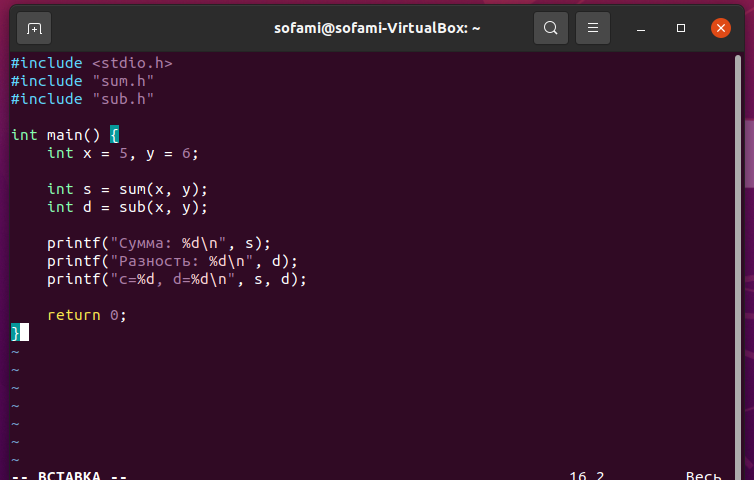 sofami@sofami-VirtualBox: ~
#include <stdio.h>
#include "sum.h"
#include "sub.h"
int main() {
    int x = 5, y = 6;
    int s = sum(x, y);
    int d = sub(x, y);
    printf("Сумма: %d\n", s);
    printf("Разность: %d\n", d);
    printf("c=%d, d=%d\n", s, d);
    return 0;
}
~
~
~
~
~
~
~
-- ВСТАВКА -- 16,2 Весь